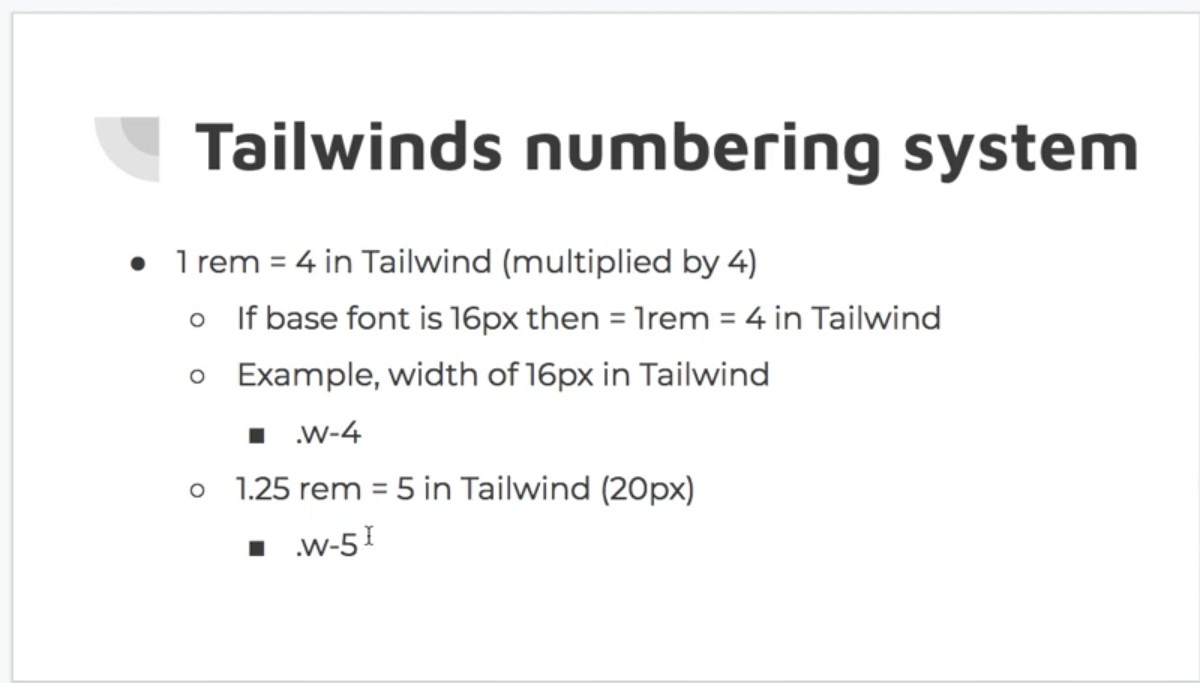 Tailwinds numbering system
● 1 rem = 4 in Tailwind (multiplied by 4)
○ If base font is 16px then = 1rem = 4 in Tailwind
○ Example, width of 16px in Tailwind
■ .w-4
○ 1.25 rem = 5 in Tailwind (20px)
■ .w-5